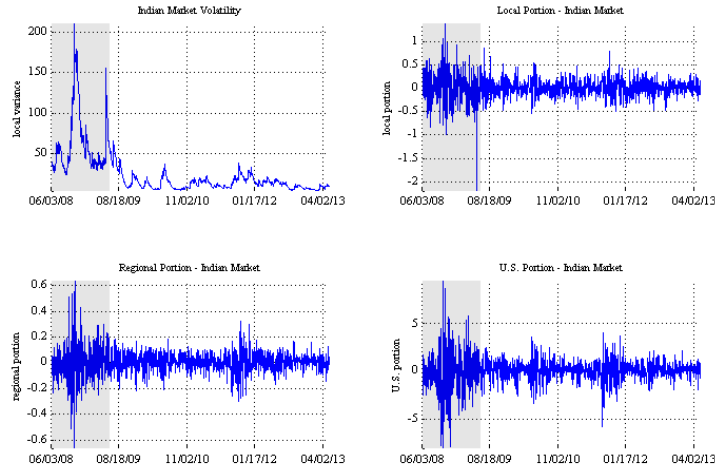 Indian Market Volatility
local variance
200
150
100
50
06/03/08 08/18/09 11/02/10 01/17/12 04/02/13
Local Portion - Indian Market
local portion
1
0.5
0
-0.5
-1
-1.5
-2
06/03/08 08/18/09 11/02/10 01/17/12 04/02/13
Regional Portion - Indian Market
regional portion
0.6
0.4
0.2
0
-0.2
-0.4
-0.6
06/03/08 08/18/09 11/02/10 01/17/12 04/02/13
U.S. Portion - Indian Market
U.S. portion
5
0
-5
06/03/08 08/18/09 11/02/10 01/17/12 04/02/13